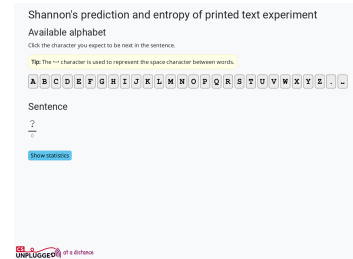 Shannon's prediction and entropy of printed text experiment
Available alphabet
Click the character you expect to be next in the sentence.
Tip: The "␣" character is used to represent the space character between words.
A B C D E F G H I J K L M N O P Q R S T U V W X Y Z . ␣
Sentence
?
0
Show statistics
CS
UNPLUGGED at a distance